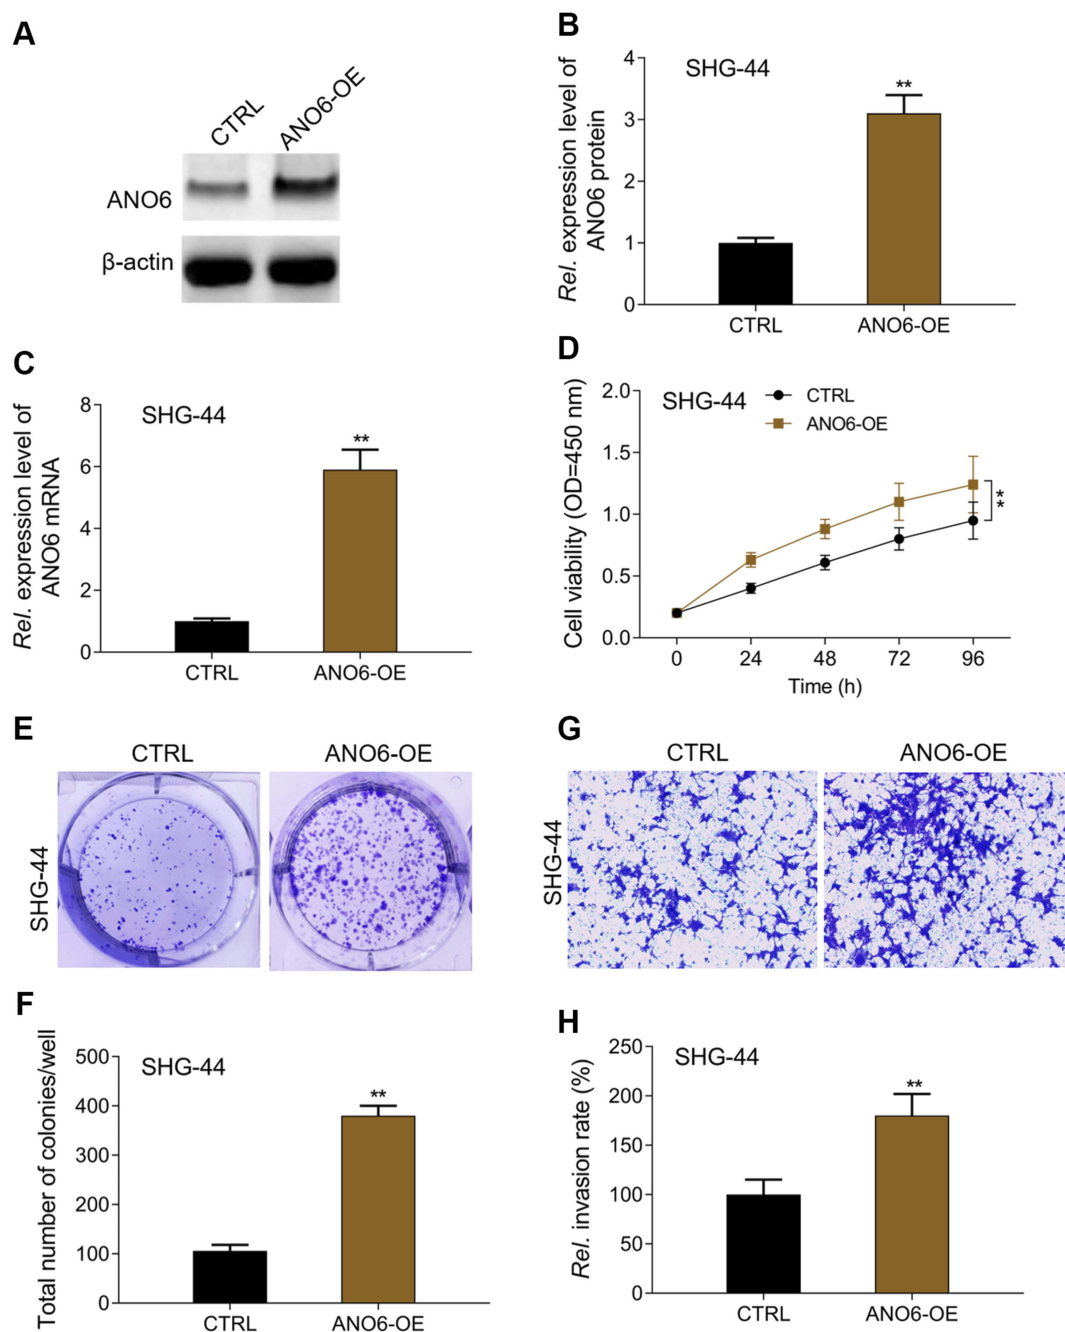 A
CTRL
ANO6-OE
ANO6
β-actin
B
SHG-44
Rel. expression level of
ANO6 protein
4
3
2
1
0
**
CTRL
ANO6-OE
C
SHG-44
Rel. expression level of
ANO6 mRNA
8
6
4
2
0
**
CTRL
ANO6-OE
D
SHG-44
CTRL
ANO6-OE
Cell viability (OD=450 nm)
2.0
1.5
1.0
0.5
0.0
**
0 24 48 72 96
Time (h)
E
CTRL
ANO6-OE
SHG-44
G
CTRL
ANO6-OE
SHG-44
F
SHG-44
Total number of colonies/well
500
400
300
200
100
0
**
CTRL
ANO6-OE
H
SHG-44
Rel. invasion rate (%)
250
200
150
100
50
0
**
CTRL
ANO6-OE